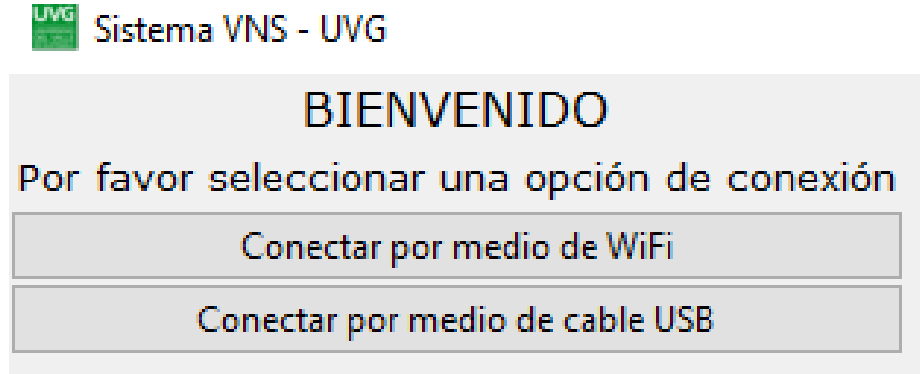 UVG
Sistema VNS - UVG
BIENVENIDO
Por favor seleccionar una opción de conexión
Conectar por medio de WiFi
Conectar por medio de cable USB